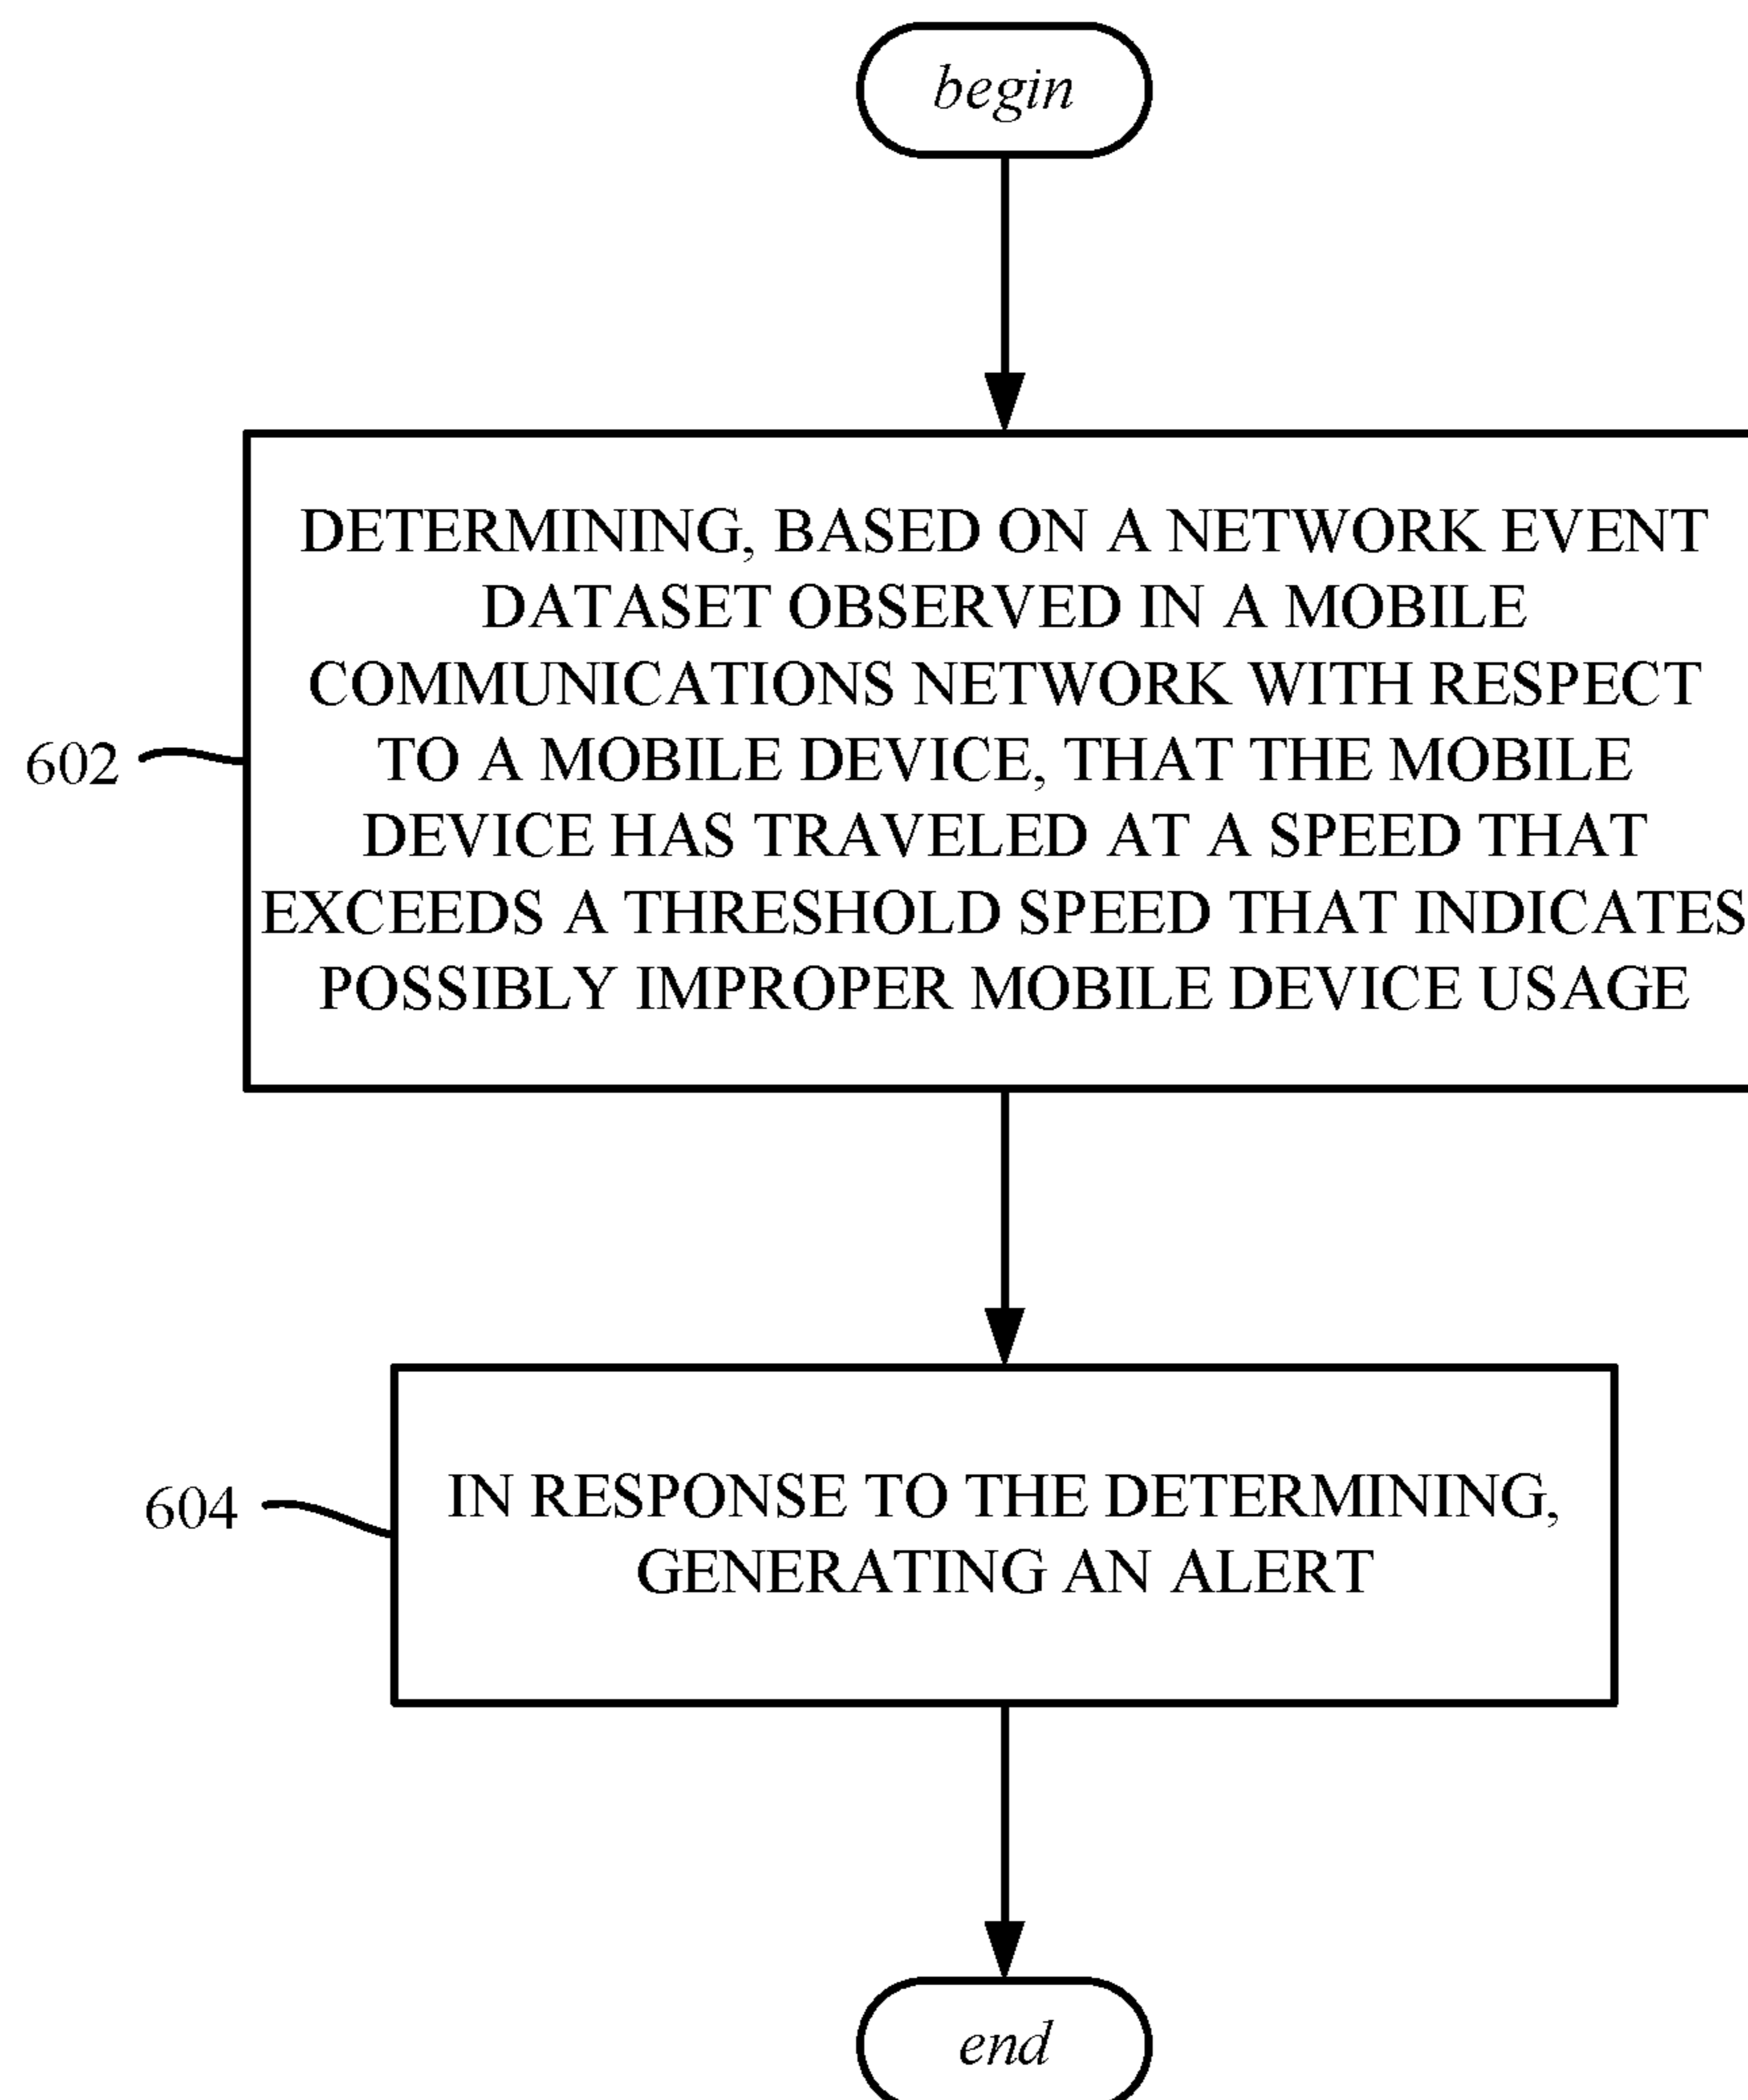 begin
DETERMINING, BASED ON A NETWORK EVENT
DATASET OBSERVED IN A MOBILE
COMMUNICATIONS NETWORK WITH RESPECT
TO A MOBILE DEVICE, THAT THE MOBILE
DEVICE HAS TRAVELED AT A SPEED THAT
EXCEEDS A THRESHOLD SPEED THAT INDICATES
POSSIBLY IMPROPER MOBILE DEVICE USAGE
602
IN RESPONSE TO THE DETERMINING,
GENERATING AN ALERT
604
end